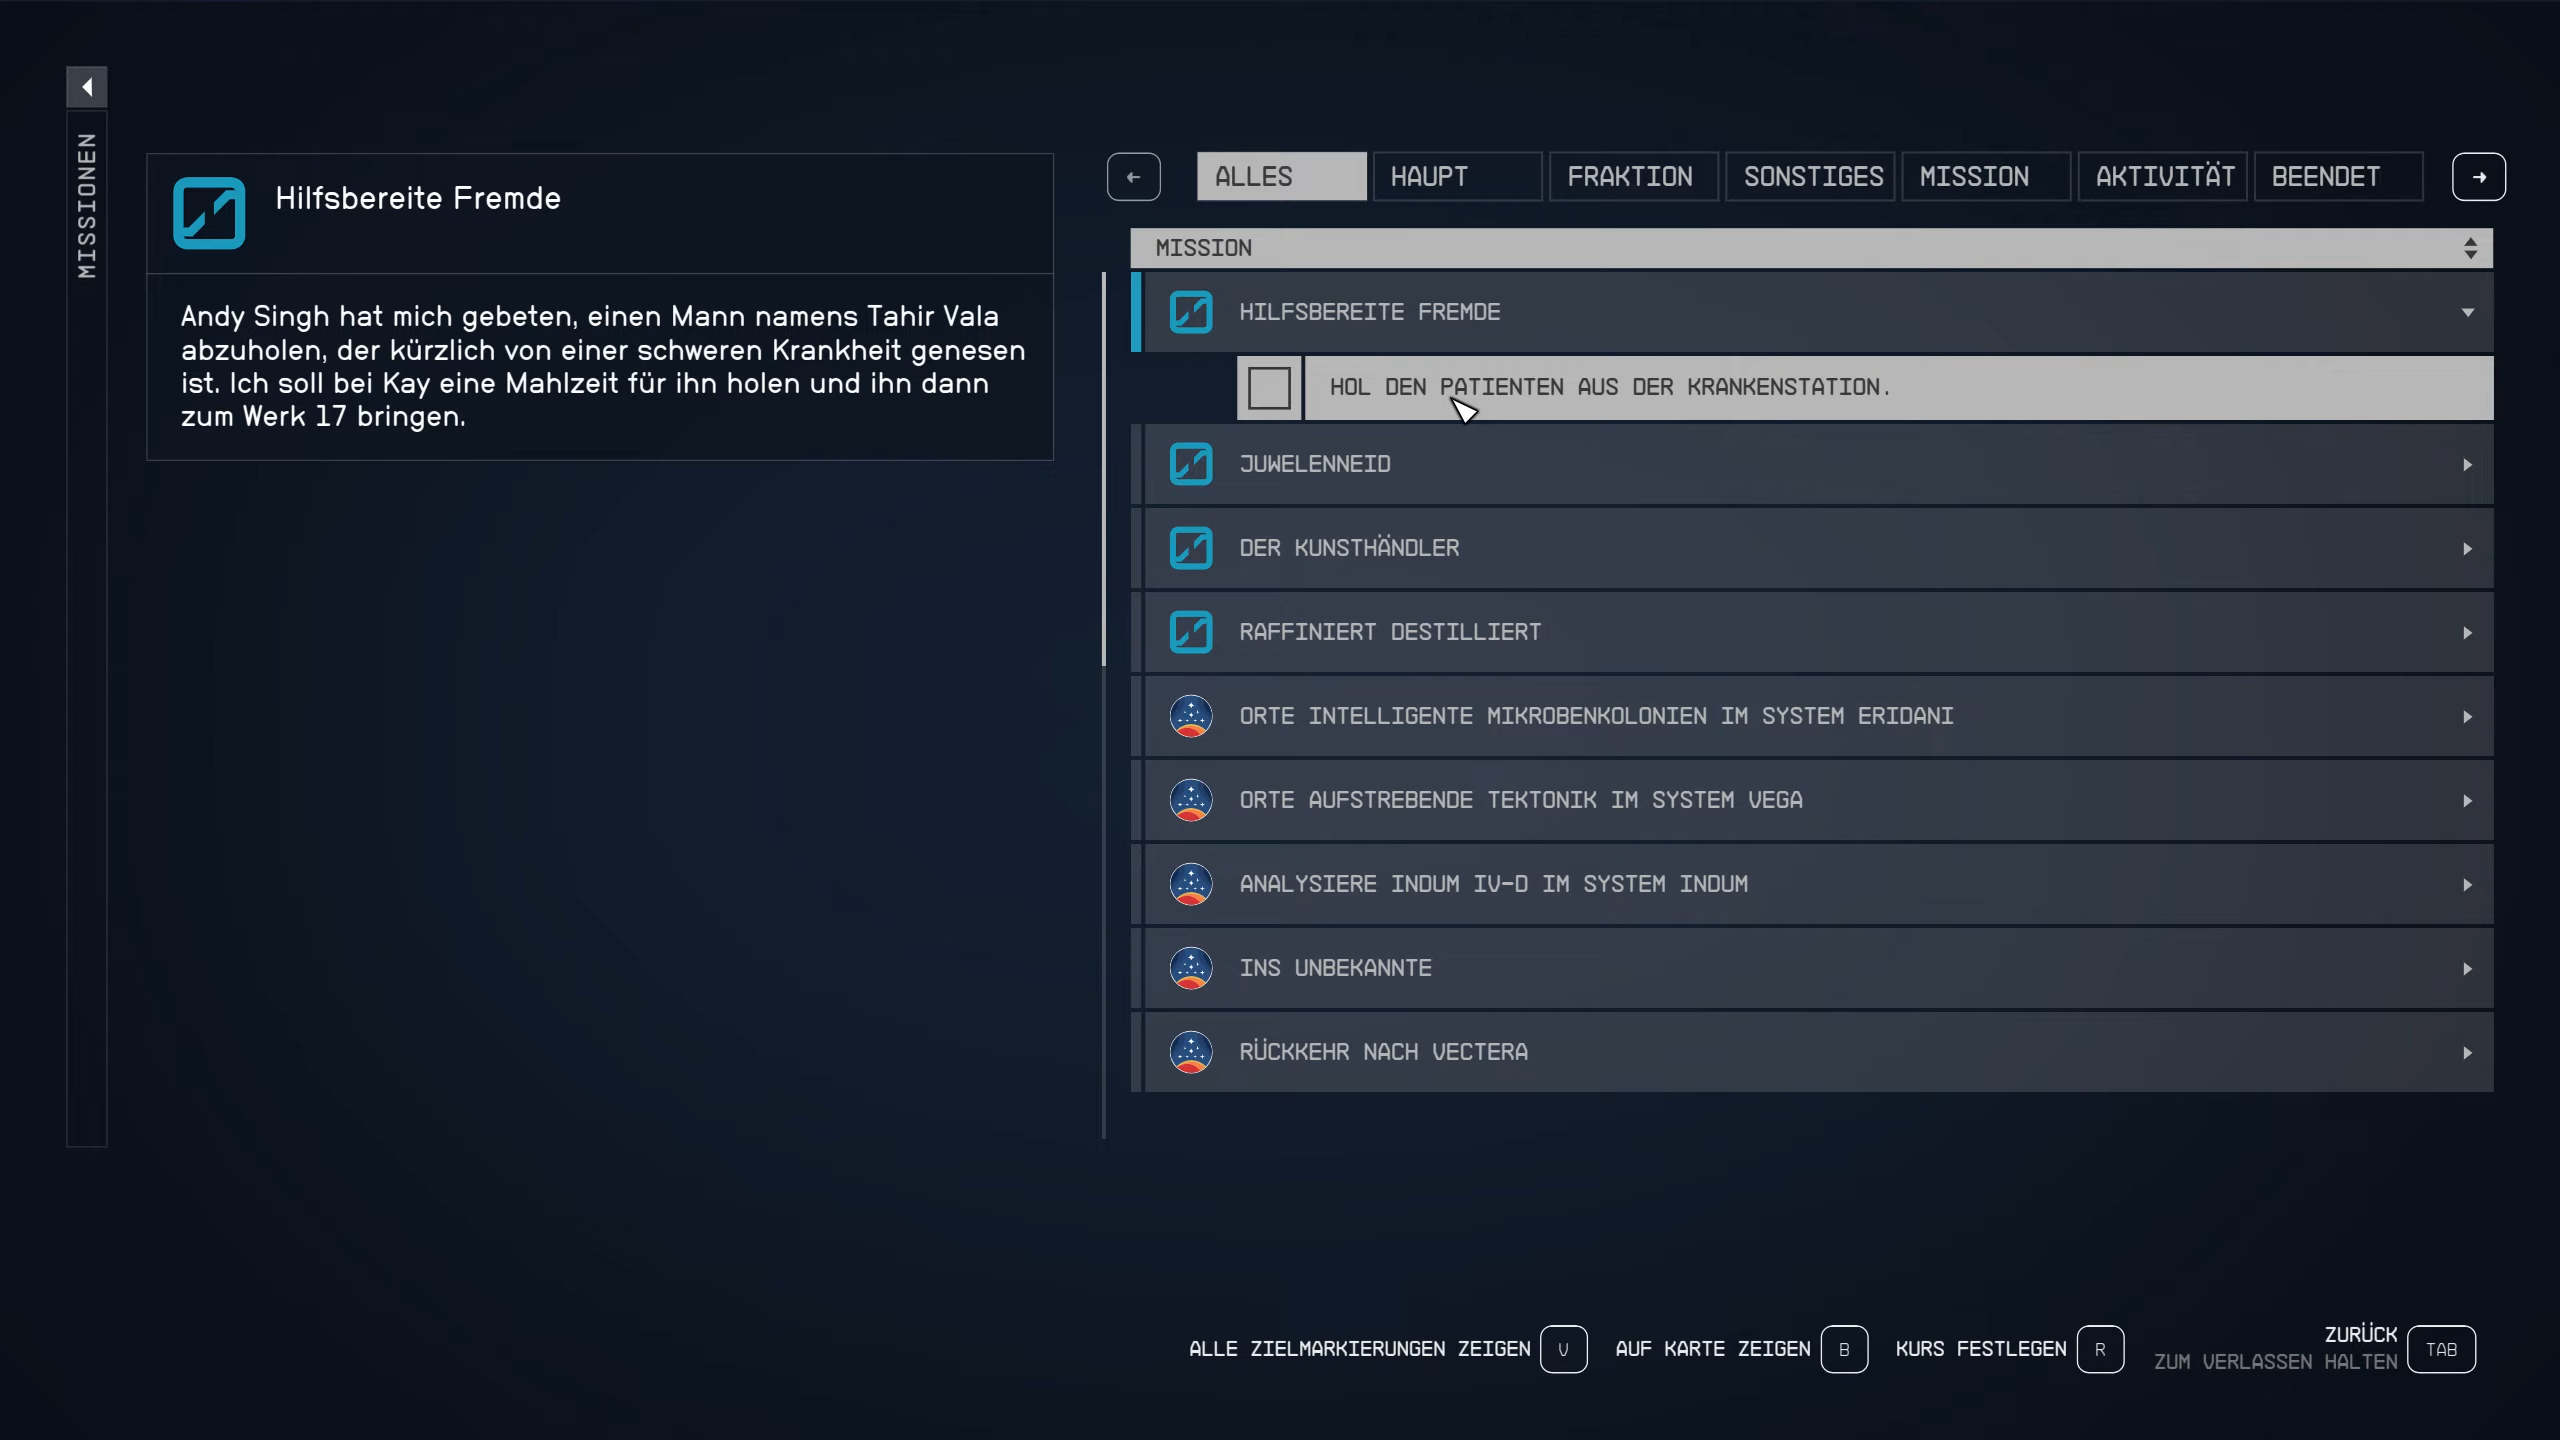 MISSIONEN
Hilfsbereite Fremde
Andy Singh hat mich gebeten, einen Mann namens Tahir Vala
abzuholen, der kürzlich von einer schweren Krankheit genesen
ist. Ich soll bei Kay eine Mahlzeit für ihn holen und ihn dann
zum Werk 17 bringen.
ALLES HAUPT FRAKTION SONSTIGES MISSION AKTIVITÄT BEENDET
MISSION
HILFSBEREITE FREMDE
HOL DEN PATIENTEN AUS DER KRANKENSTATION.
JUWELENNEID
DER KUNSTHÄNDLER
RAFFINIERT DESTILLIERT
ORTE INTELLIGENTE MIKROBENKOLONIEN IM SYSTEM ERIDANI
ORTE AUFSTREBENDE TEKTONIK IM SYSTEM VEGA
ANALYSIERE INDUM IV-D IM SYSTEM INDUM
INS UNBEKANNTE
RÜCKKEHR NACH VECTERA
ALLE ZIELMARKIERUNGEN ZEIGEN V AUF KARTE ZEIGEN B KURS FESTLEGEN R ZURÜCK TAB
ZUM VERLASSEN HALTEN